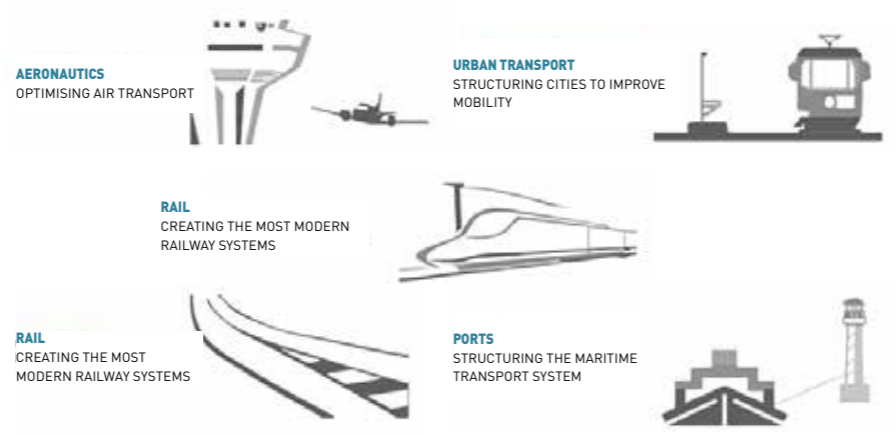 AERONAUTICS
OPTIMISING AIR TRANSPORT
URBAN TRANSPORT
STRUCTURING CITIES TO IMPROVE
MOBILITY
RAIL
CREATING THE MOST MODERN
RAILWAY SYSTEMS
RAIL
CREATING THE MOST
MODERN RAILWAY SYSTEMS
PORTS
STRUCTURING THE MARITIME
TRANSPORT SYSTEM